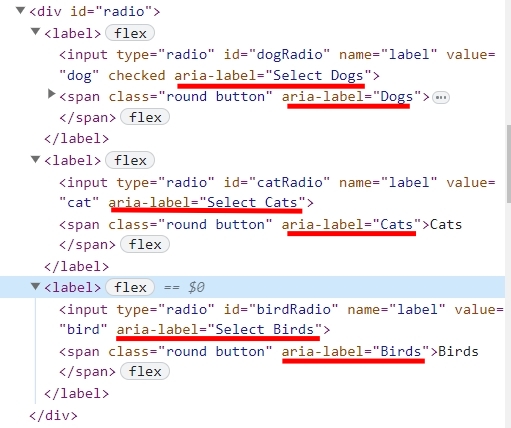 ▼<div id="radio">
▼<label> flex
<input type="radio" id="dogRadio" name="label" value=
"dog" checked aria-label="Select Dogs">
▶<span class="round button" aria-label="Dogs"> ⋯
</span> flex
</label>
▼<label> flex
<input type="radio" id="catRadio" name="label" value=
"cat" aria-label="Select Cats">
<span class="round button" aria-label="Cats">Cats
</span> flex
</label>
▼<label> flex == $0
<input type="radio" id="birdRadio" name="label" value=
"bird" aria-label="Select Birds">
<span class="round button" aria-label="Birds">Birds
</span> flex
</label>
</div>